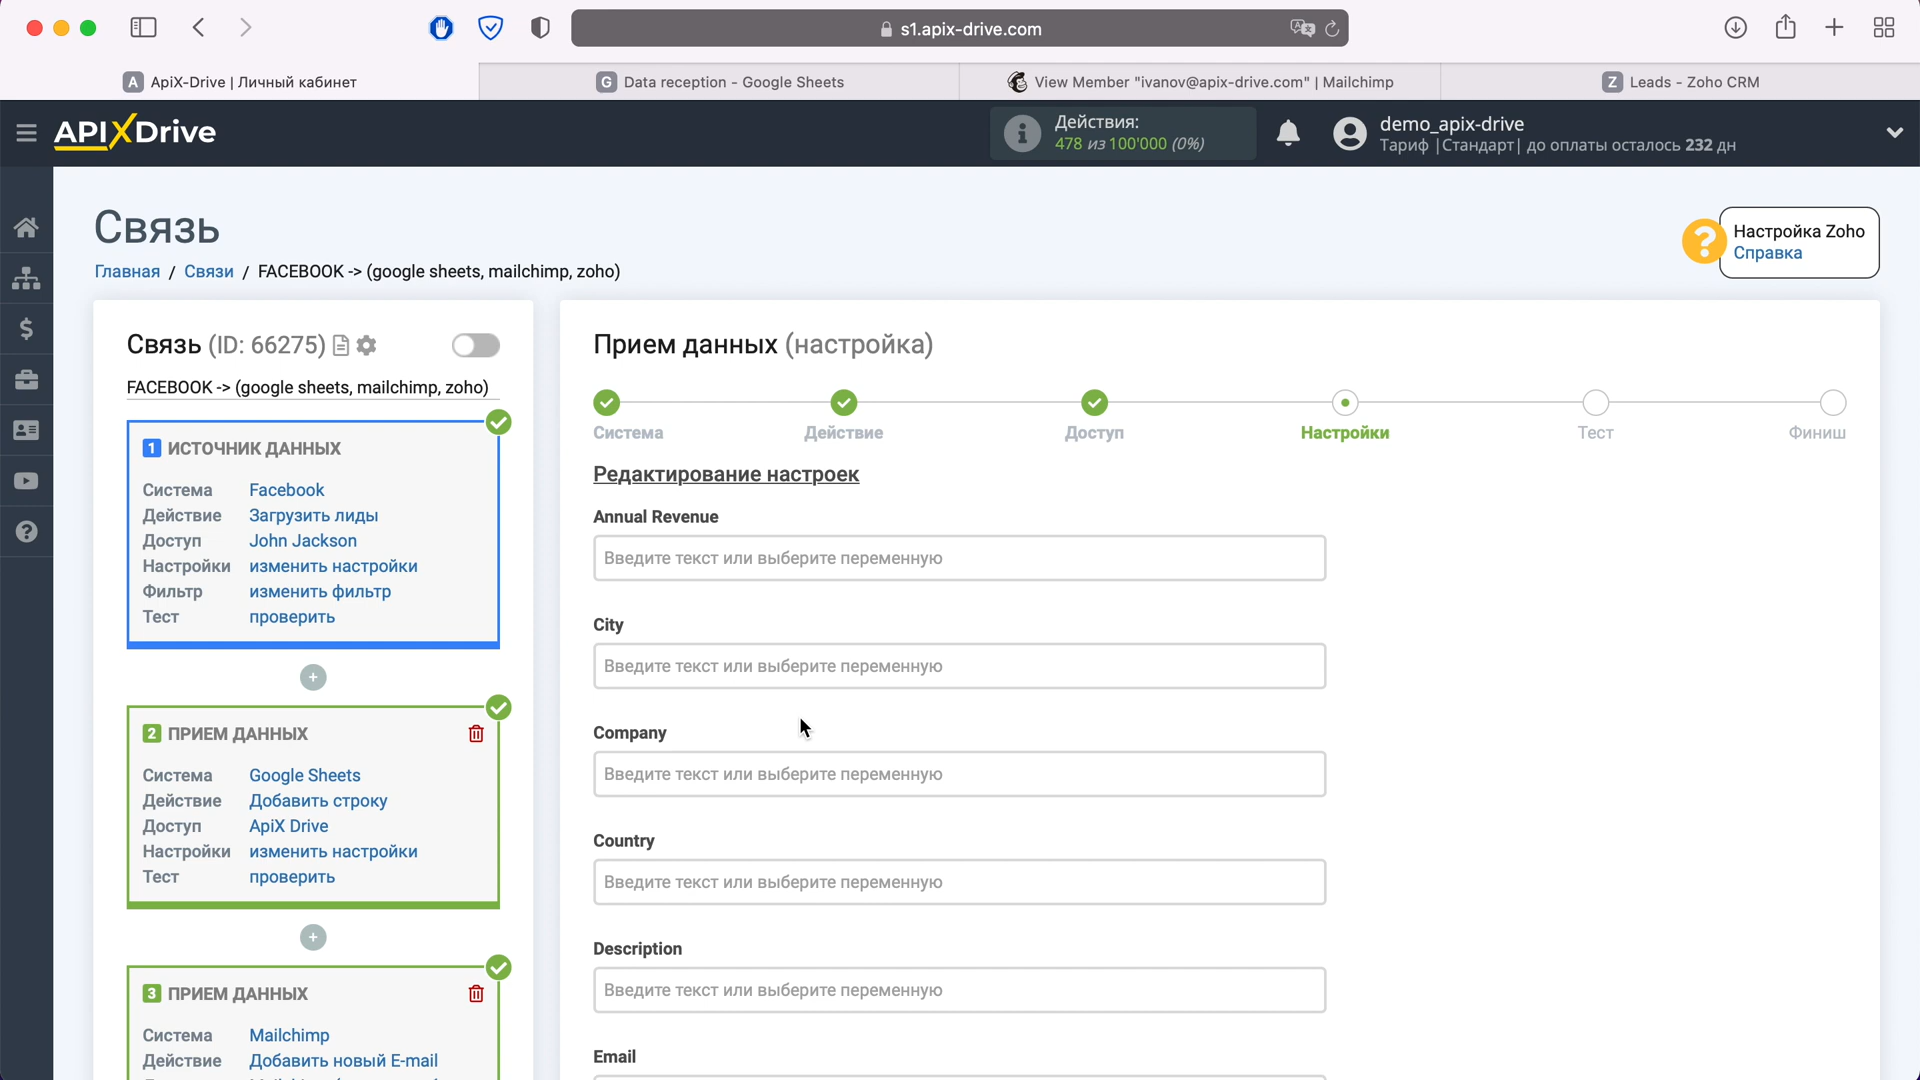 s1.apix-drive.com
A ApiX-Drive | Личный кабинет
G Data reception - Google Sheets
View Member "ivanov@apix-drive.com" | Mailchimp
Z Leads - Zoho CRM
APIXDrive
Действия:
478 из 100'000 (0%)
demo_apix-drive
Тариф |Стандарт| до оплаты осталось 232 дн
Связь
Главная / Связи / FACEBOOK -> (google sheets, mailchimp, zoho)
Настройка Zoho
Справка
Связь (ID: 66275)
FACEBOOK -> (google sheets, mailchimp, zoho)
1 ИСТОЧНИК ДАННЫХ
Система Facebook
Действие Загрузить лиды
Доступ John Jackson
Настройки изменить настройки
Фильтр изменить фильтр
Тест проверить
2 ПРИЕМ ДАННЫХ
Система Google Sheets
Действие Добавить строку
Доступ ApiX Drive
Настройки изменить настройки
Тест проверить
3 ПРИЕМ ДАННЫХ
Система Mailchimp
Действие Добавить новый E-mail
Прием данных (настройка)
Система
Действие
Доступ
Настройки
Тест
Финиш
Редактирование настроек
Annual Revenue
Введите текст или выберите переменную
City
Введите текст или выберите переменную
Company
Введите текст или выберите переменную
Country
Введите текст или выберите переменную
Description
Введите текст или выберите переменную
Email